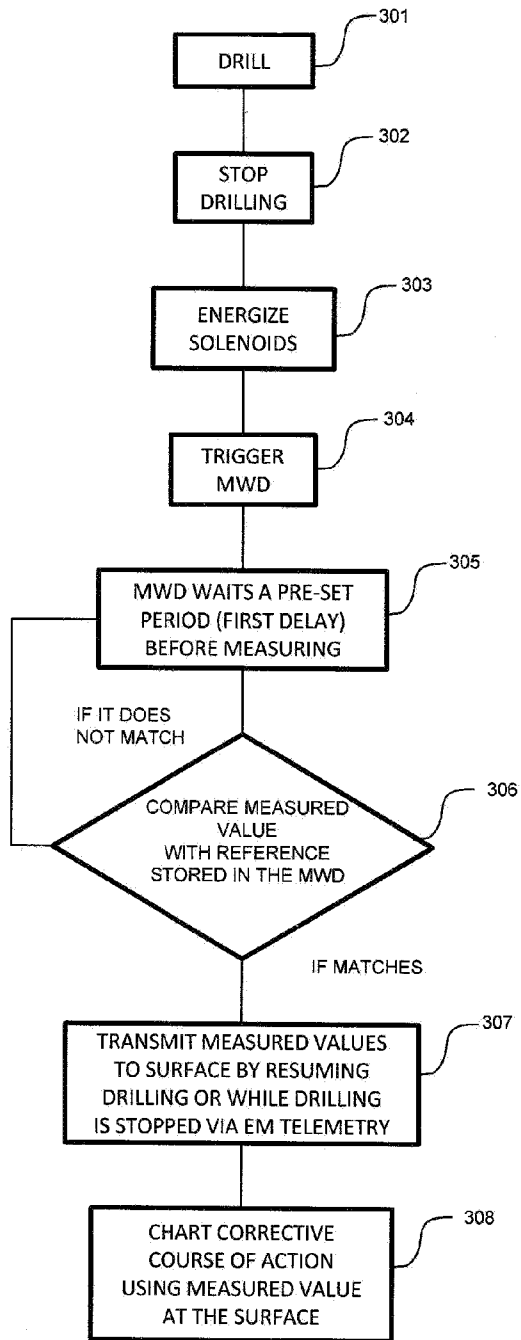 301
DRILL
302
STOP
DRILLING
303
ENERGIZE
SOLENOIDS
304
TRIGGER
MWD
305
MWD WAITS A PRE-SET
PERIOD (FIRST DELAY)
BEFORE MEASURING
IF IT DOES
NOT MATCH
306
COMPARE MEASURED
VALUE
WITH REFERENCE
STORED IN THE MWD
IF MATCHES
307
TRANSMIT MEASURED VALUES
TO SURFACE BY RESUMING
DRILLING OR WHILE DRILLING
IS STOPPED VIA EM TELEMETRY
308
CHART CORRECTIVE
COURSE OF ACTION
USING MEASURED VALUE
AT THE SURFACE